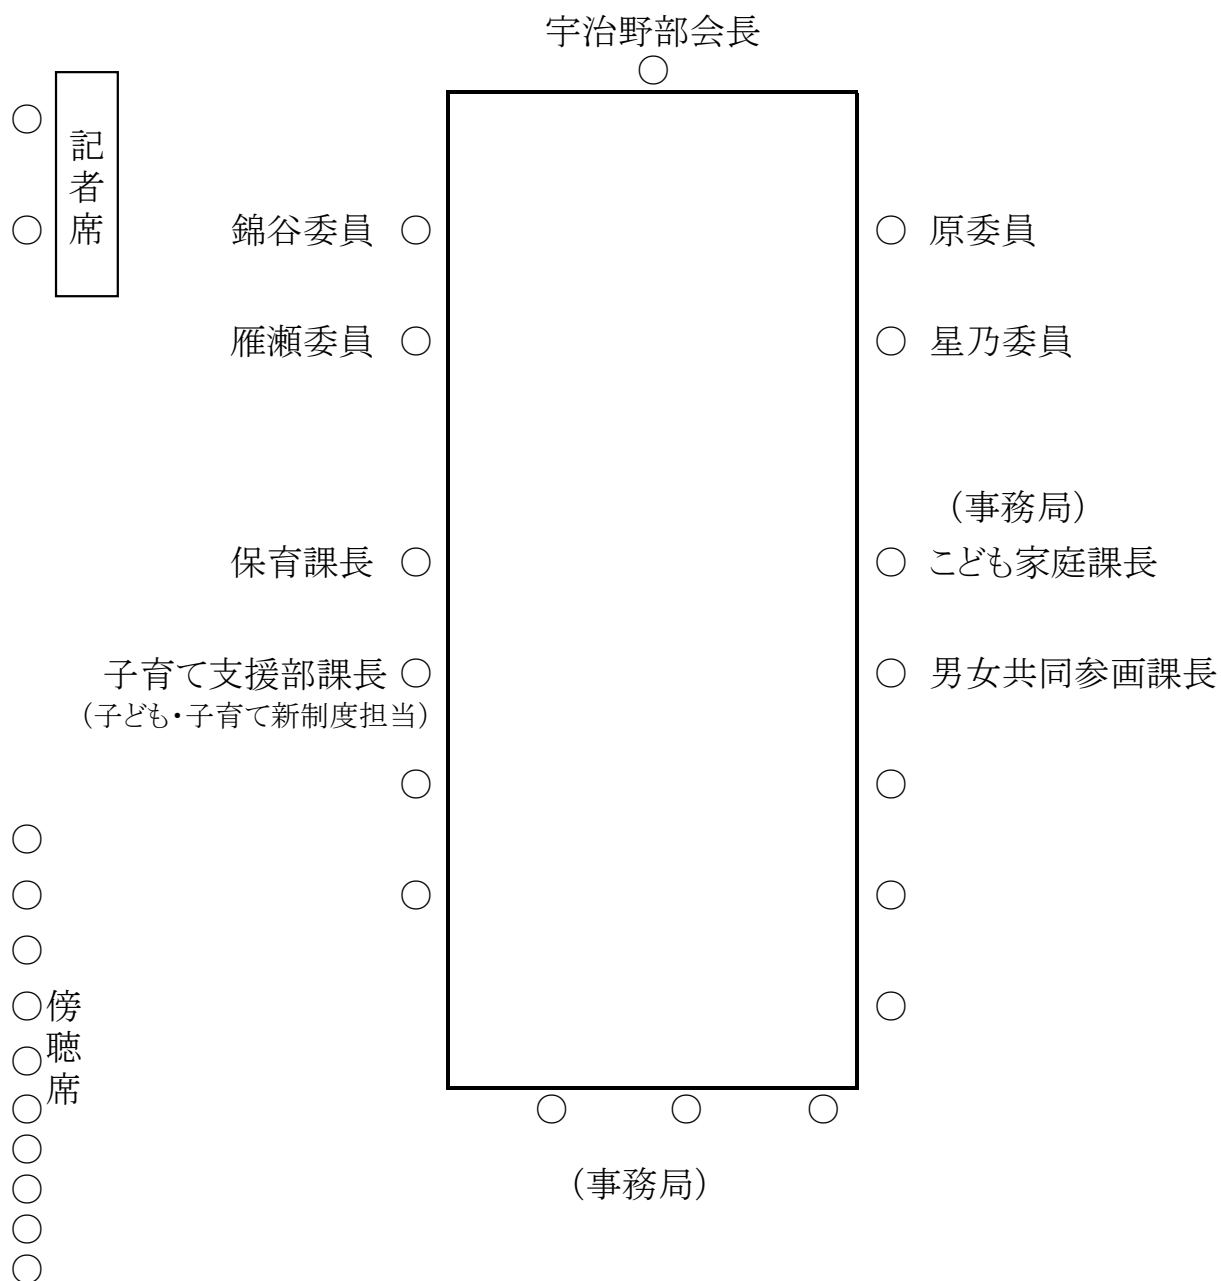 宇治野部会長
○
○
記者席
○
錦谷委員 ○
○ 原委員
雁瀬委員 ○
○ 星乃委員
(事務局)
保育課長 ○
○ こども家庭課長
子育て支援部課長 ○
(子ども・子育て新制度担当)
○ 男女共同参画課長
○
○
○
○
○
○
○
○
○
傍聴席
○
○
○
○
○
○
○
○ ○ ○
(事務局)